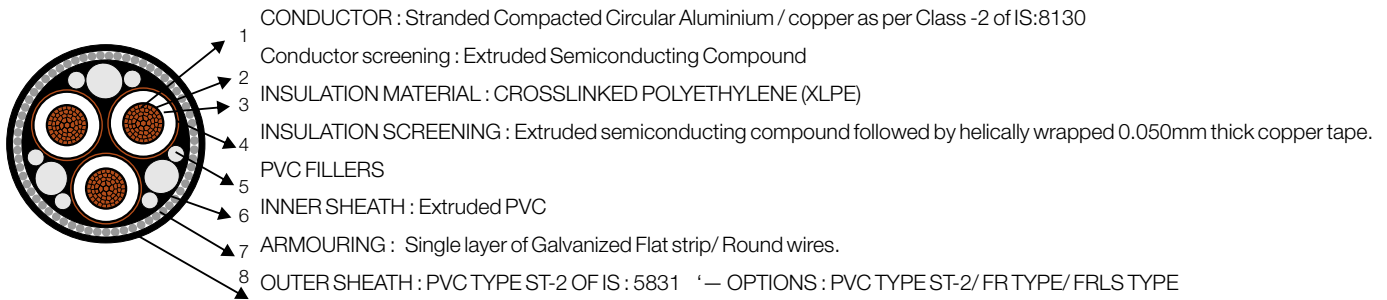 CONDUCTOR : Stranded Compacted Circular Aluminium / copper as per Class -2 of IS:8130
1
Conductor screening : Extruded Semiconducting Compound
2
INSULATION MATERIAL : CROSSLINKED POLYETHYLENE (XLPE)
3
INSULATION SCREENING : Extruded semiconducting compound followed by helically wrapped 0.050mm thick copper tape.
4
PVC FILLERS
5
INNER SHEATH : Extruded PVC
6
ARMOURING : Single layer of Galvanized Flat strip/ Round wires.
7
OUTER SHEATH : PVC TYPE ST-2 OF IS : 5831 ‘— OPTIONS : PVC TYPE ST-2/ FR TYPE/ FRLS TYPE
8